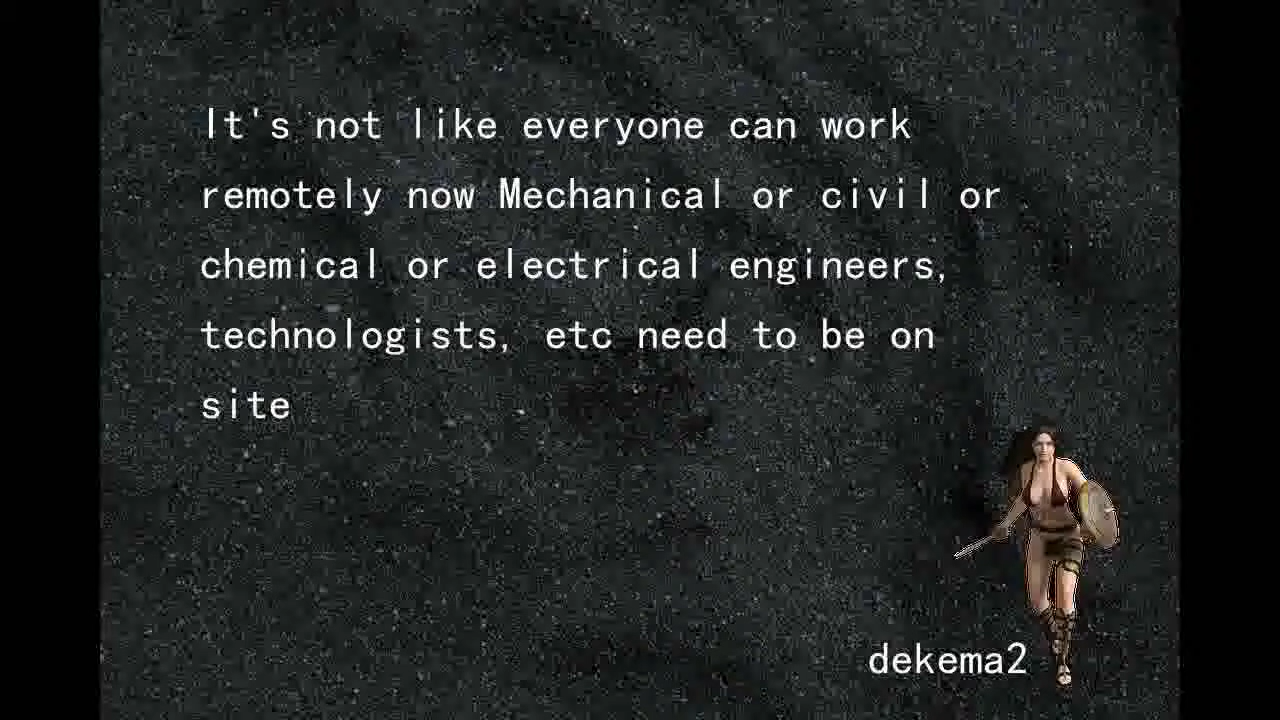 It's not like everyone can work
remotely now Mechanical or civil or
chemical or electrical engineers,
technologists, etc need to be on
site
dekema2